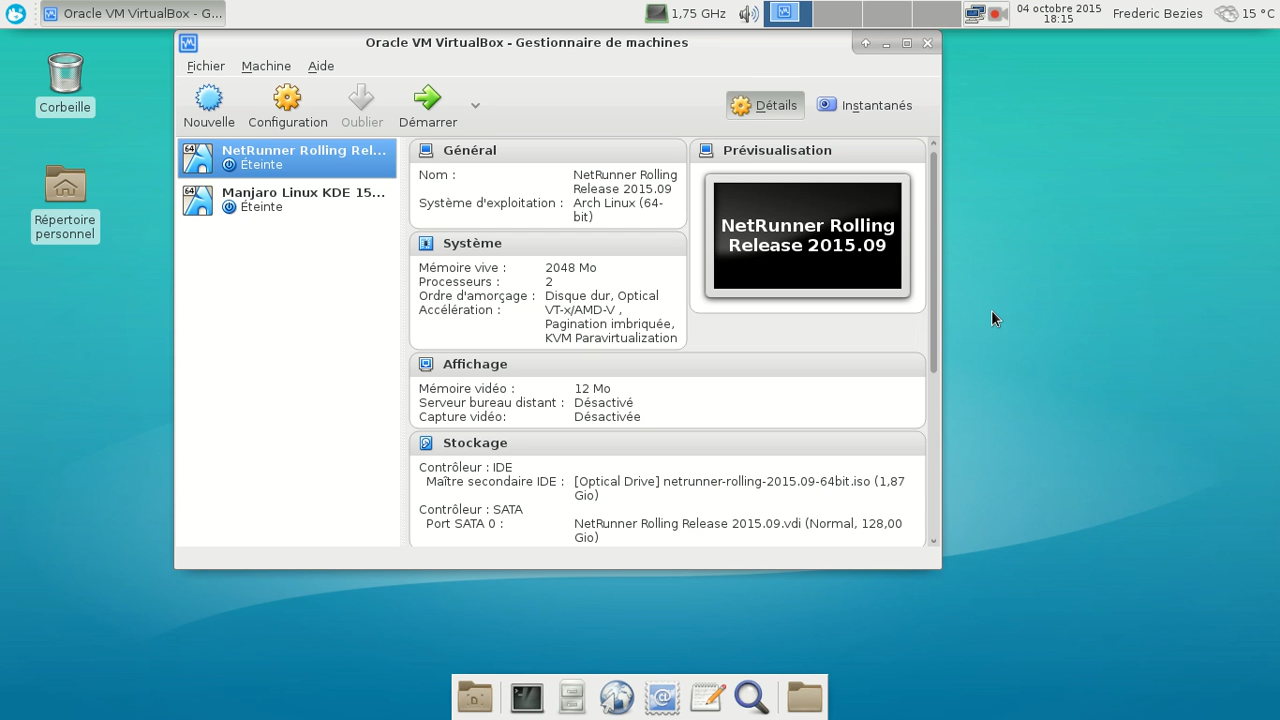 Oracle VM VirtualBox - G...
1,75 GHz
04 octobre 2015
18:15
Frederic Bezies
15 °C
Corbeille
Répertoire
personnel
Oracle VM VirtualBox - Gestionnaire de machines
Fichier Machine Aide
Nouvelle Configuration Oublier Démarrer
Détails Instantanés
64 NetRunner Rolling Rel...
Éteinte
64 Manjaro Linux KDE 15...
Éteinte
Général
Nom : NetRunner Rolling
Release 2015.09
Système d'exploitation : Arch Linux (64-
bit)
Système
Mémoire vive : 2048 Mo
Processeurs : 2
Ordre d'amorçage : Disque dur, Optical
Accélération : VT-x/AMD-V ,
Pagination imbriquée,
KVM Paravirtualization
Prévisualisation
NetRunner Rolling
Release 2015.09
Affichage
Mémoire vidéo : 12 Mo
Serveur bureau distant : Désactivé
Capture vidéo: Désactivée
Stockage
Contrôleur : IDE
Maître secondaire IDE : [Optical Drive] netrunner-rolling-2015.09-64bit.iso (1,87
Gio)
Contrôleur : SATA
Port SATA 0 : NetRunner Rolling Release 2015.09.vdi (Normal, 128,00
Gio)